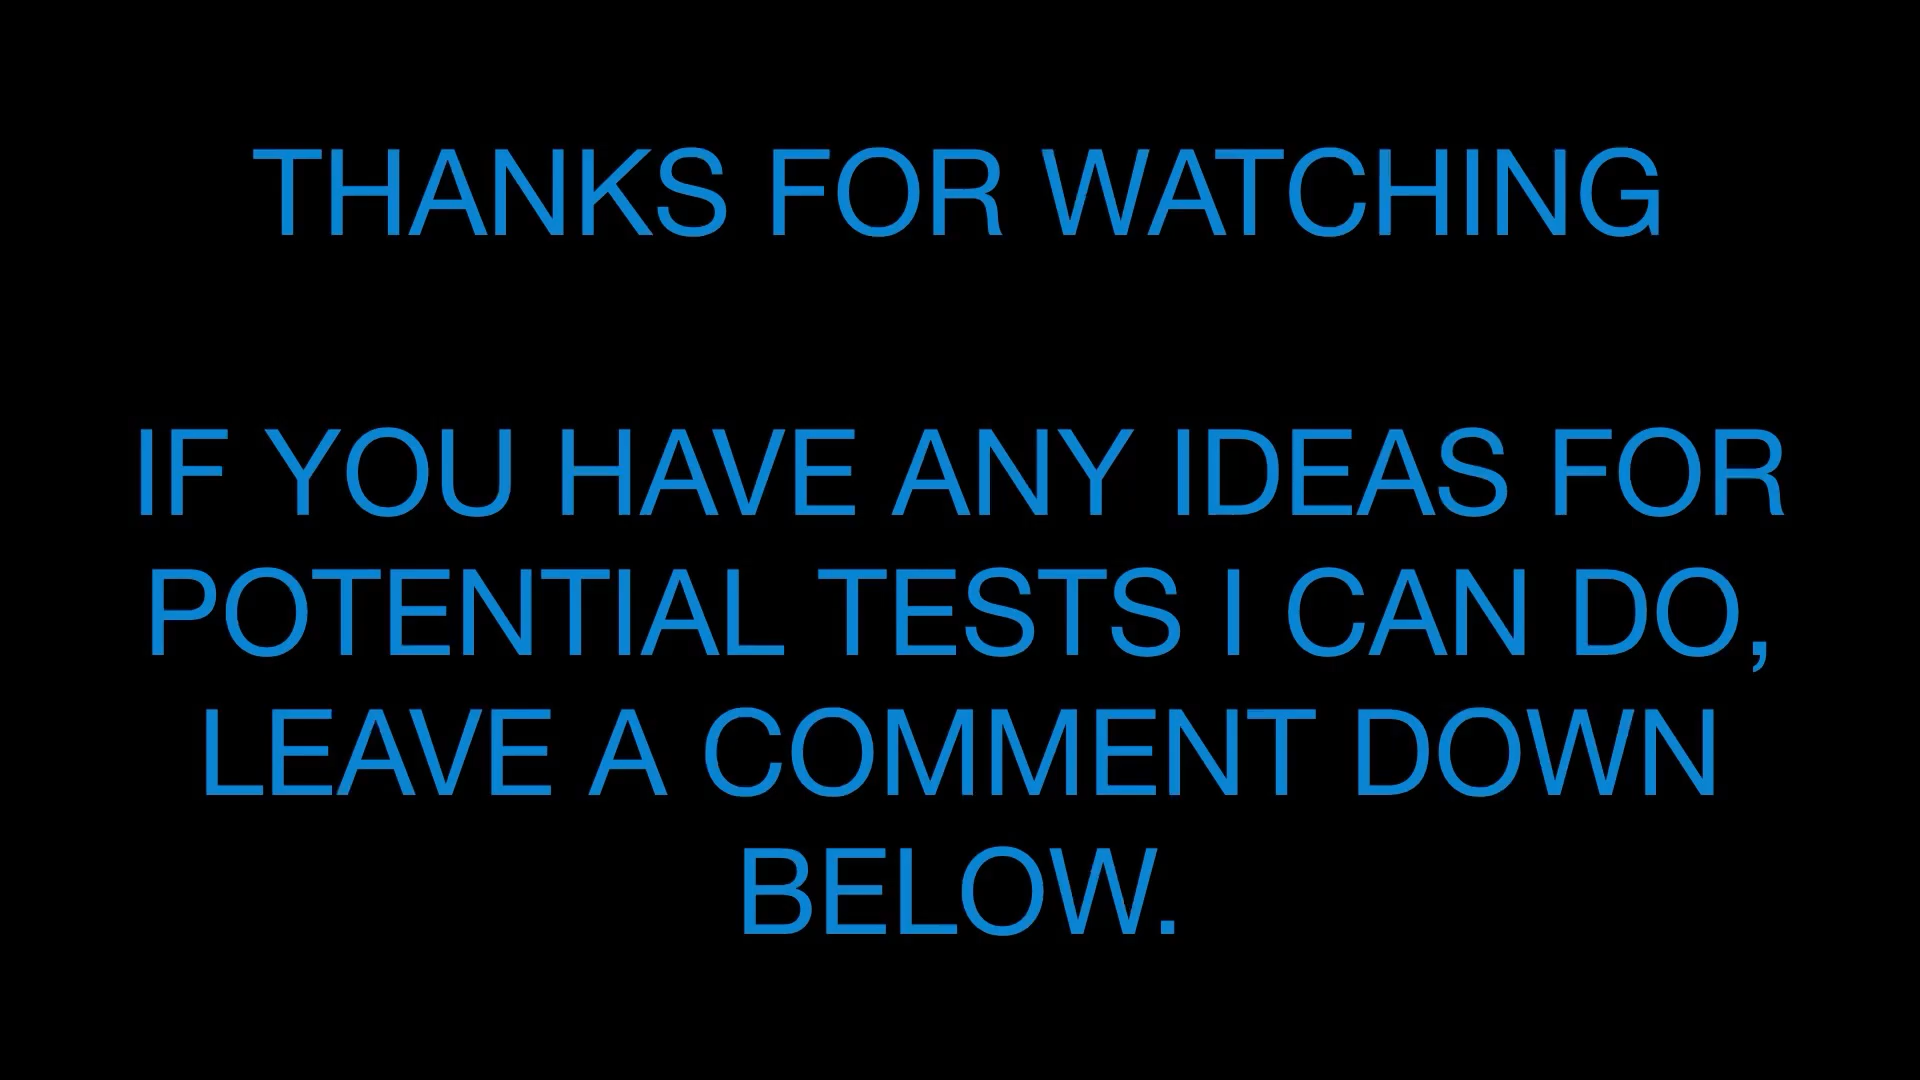 THANKS FOR WATCHING
IF YOU HAVE ANY IDEAS FOR
POTENTIAL TESTS I CAN DO,
LEAVE A COMMENT DOWN
BELOW.